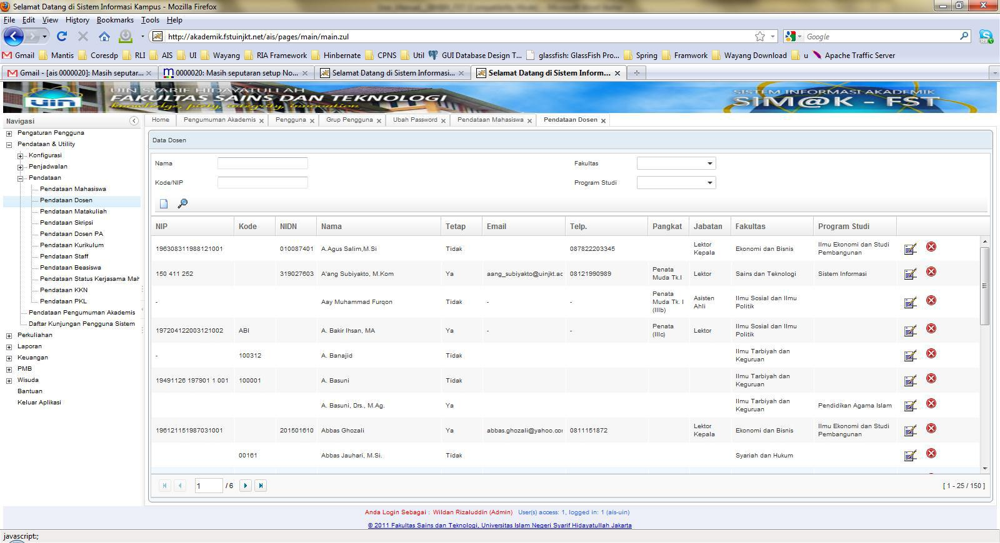 Selamat Datang di Sistem Informasi Kampus - Mozilla Firefox
File Edit View History Bookmarks Tools Help
http://akademik.fstuinjkt.net/ais/pages/main/main.zul
Google
Gmail Mantis Coresdp RLI AIS UI Wayang RIA Framework Hinbernate CPNS Util GUI Database Design T... glassfish: GlassFish Pro... Spring Framwork Wayang Download u Apache Traffic Server
Gmail - [ais 0000020]: Masih seputar... 0000020: Masih seputaran setup No... Selamat Datang di Sistem Informasi... Selamat Datang di Sistem Inform...
uin
UIN SYARIF HIDAYATULLAH
FAKULTAS SAINS DAN TEKNOLOGI
knowledge, piety, integrity, innovation
SISTEM INFORMASI AKADEMIK
SIM@K - FST
Navigasi
Pengaturan Pengguna
Pendataan & Utility
Konfigurasi
Penjadwalan
Pendataan
Pendataan Mahasiswa
Pendataan Dosen
Pendataan Matakuliah
Pendataan Skripsi
Pendataan Dosen PA
Pendataan Kurikulum
Pendataan Staff
Pendataan Beasiswa
Pendataan Status Kerjasama Mah
Pendataan KKN
Pendataan PKL
Pendataan Pengumuman Akademis
Daftar Kunjungan Pengguna Sistem
Perkuliahan
Laporan
Keuangan
PMB
Wisuda
Bantuan
Keluar Aplikasi
Home Pengumuman Akademis Pengguna Grup Pengguna Ubah Password Pendataan Mahasiswa Pendataan Dosen
Data Dosen
Nama Fakultas
Kode/NIP Program Studi
NIP Kode NIDN Nama Tetap Email Telp. Pangkat Jabatan Fakultas Program Studi
196308311988121001 010087401 A.Agus Salim,M.Si Tidak 087822203345 Lektor Kepala Ekonomi dan Bisnis Ilmu Ekonomi dan Studi Pembangunan
150 411 252 319027603 A'ang Subiyakto, M.Kom Ya aang_subiyakto@uinjkt.ac 08121990989 Penata Muda Tk.I Lektor Sains dan Teknologi Sistem Informasi
- Aay Muhammad Furqon Tidak - - Penata Muda Tk. I (IIIb) Asisten Ahli Ilmu Sosial dan Ilmu Politik
197204122003121002 ABI A. Bakir Ihsan, MA Ya - - Penata (IIIc) Lektor Ilmu Sosial dan Ilmu Politik
- 100312 A. Banajid Tidak Ilmu Tarbiyah dan Keguruan
19491126 197901 1 001 100001 A. Basuni Tidak Ilmu Tarbiyah dan Keguruan
A. Basuni, Drs., M.Ag. Ya Ilmu Tarbiyah dan Keguruan Pendidikan Agama Islam
196121151987031001 201501610 Abbas Ghozali Ya abbas.ghozali@yahoo.co 0811151872 Lektor Kepala Ekonomi dan Bisnis Ilmu Ekonomi dan Studi Pembangunan
00161 Abbas Jauhari, M.Si. Tidak Syariah dan Hukum
1 / 6 [ 1 - 25 / 150 ]
Anda Login Sebagai : Wildan Rizaluddin (Admin) User(s) access: 1, logged in: 1 (ais-uin)
© 2011 Fakultas Sains dan Teknologi, Universitas Islam Negeri Syarif Hidayatullah Jakarta
javascript:;